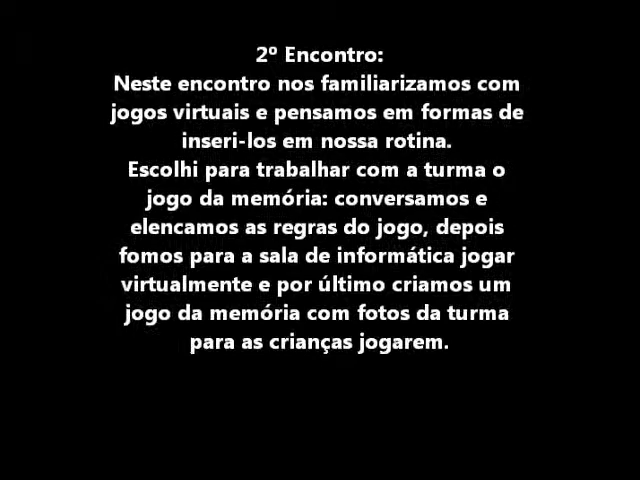 2º Encontro:
Neste encontro nos familiarizamos com
jogos virtuais e pensamos em formas de
inseri-los em nossa rotina.
Escolhi para trabalhar com a turma o
jogo da memória: conversamos e
elencamos as regras do jogo, depois
fomos para a sala de informática jogar
virtualmente e por último criamos um
jogo da memória com fotos da turma
para as crianças jogarem.